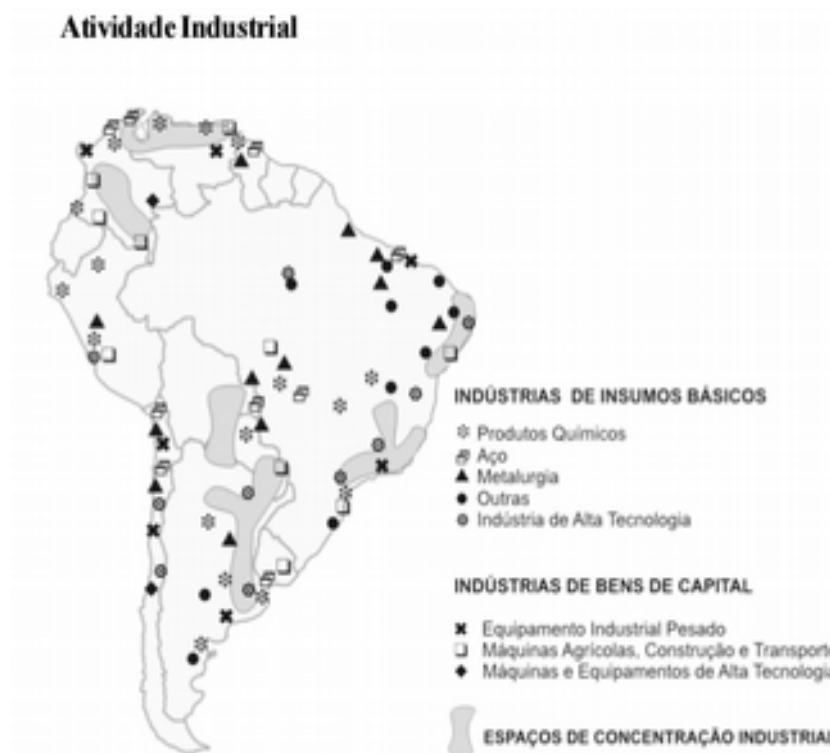 Atividade Industrial
INDÚSTRIAS DE INSUMOS BÁSICOS
Produtos Químicos
Aço
Metalurgia
Outras
Indústria de Alta Tecnologia
INDÚSTRIAS DE BENS DE CAPITAL
Equipamento Industrial Pesado
Máquinas Agrícolas, Construção e Transporte
Máquinas e Equipamentos de Alta Tecnologia
ESPAÇOS DE CONCENTRAÇÃO INDUSTRIAL